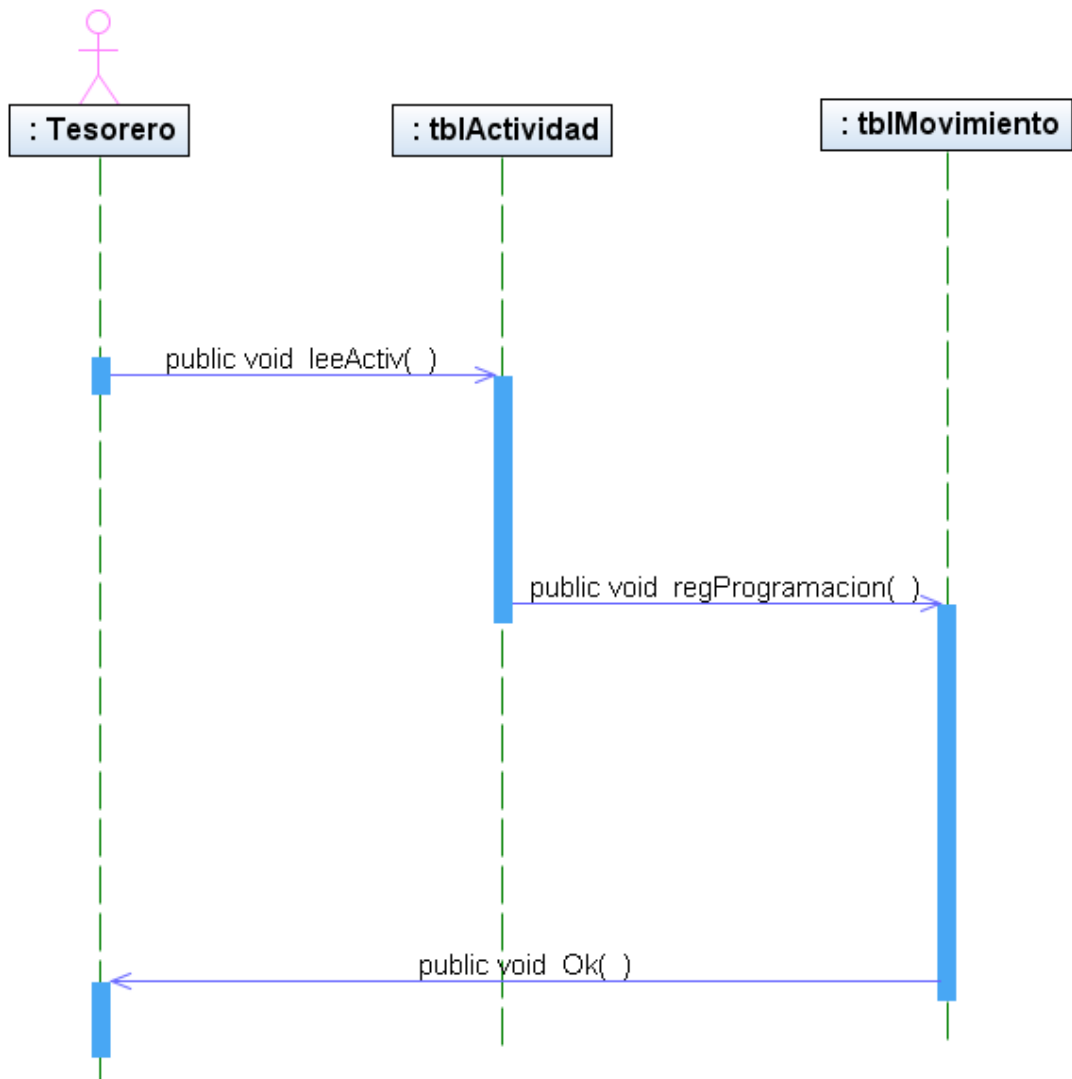 : Tesorero
: tblActividad
: tblMovimiento
public void leeActiv( )
public void regProgramacion( )
public void Ok( )